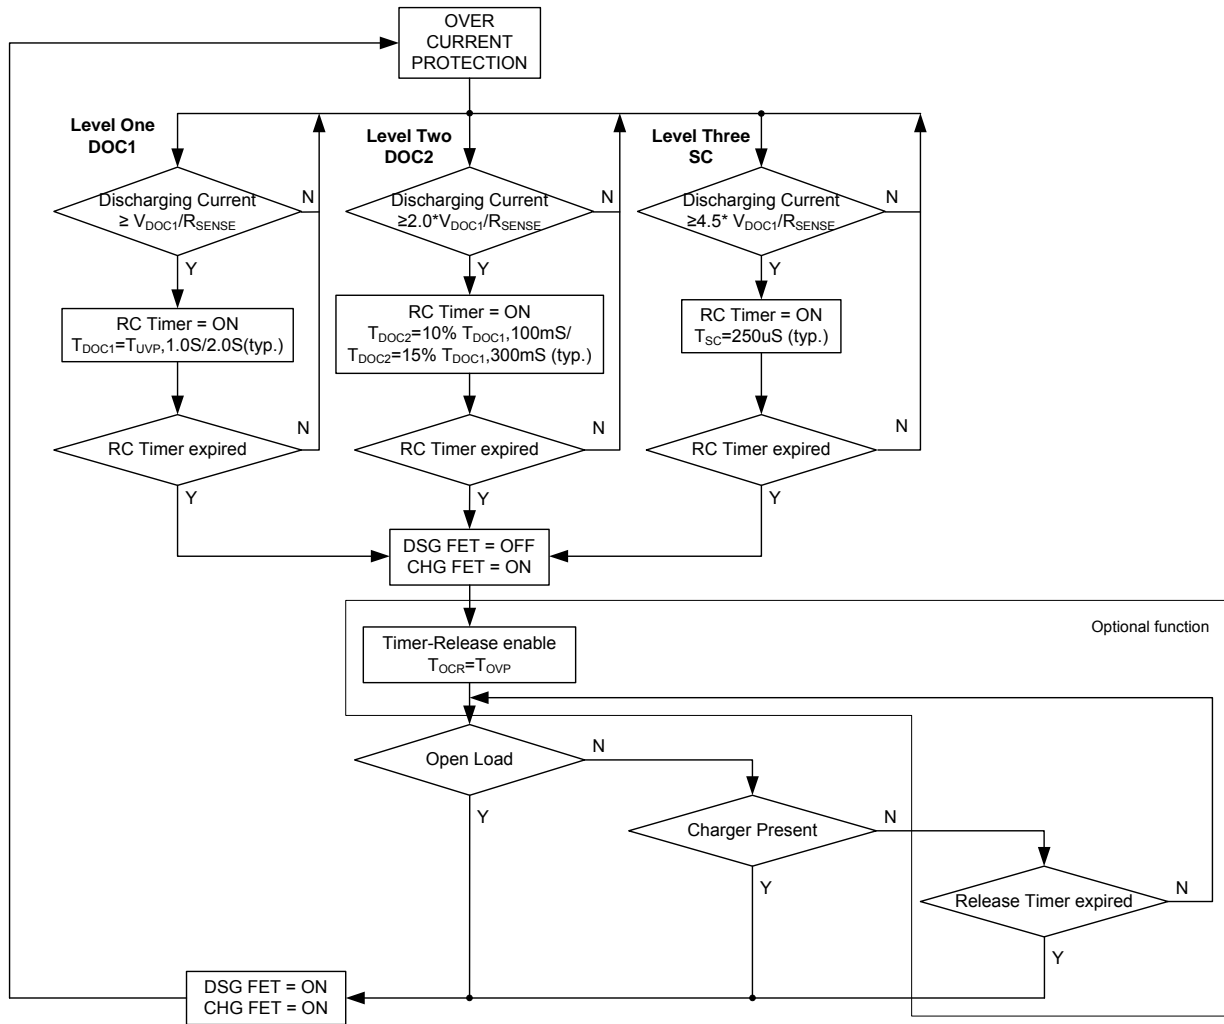 OVER
CURRENT
PROTECTION
Level One
DOC1
Level Two
DOC2
Level Three
SC
Discharging Current
≥ VDOC1/RSENSE
N
Y
Discharging Current
≥2.0*VDOC1/RSENSE
N
Y
Discharging Current
≥4.5* VDOC1/RSENSE
N
Y
RC Timer = ON
TDOC1=TUVP,1.0S/2.0S(typ.)
RC Timer = ON
TDOC2=10% TDOC1,100mS/
TDOC2=15% TDOC1,300mS (typ.)
RC Timer = ON
TSC=250uS (typ.)
RC Timer expired
N
Y
RC Timer expired
N
Y
RC Timer expired
N
Y
DSG FET = OFF
CHG FET = ON
Optional function
Timer-Release enable
TOCR=TOVP
Open Load
N
Y
Charger Present
N
Y
Release Timer expired
N
Y
DSG FET = ON
CHG FET = ON